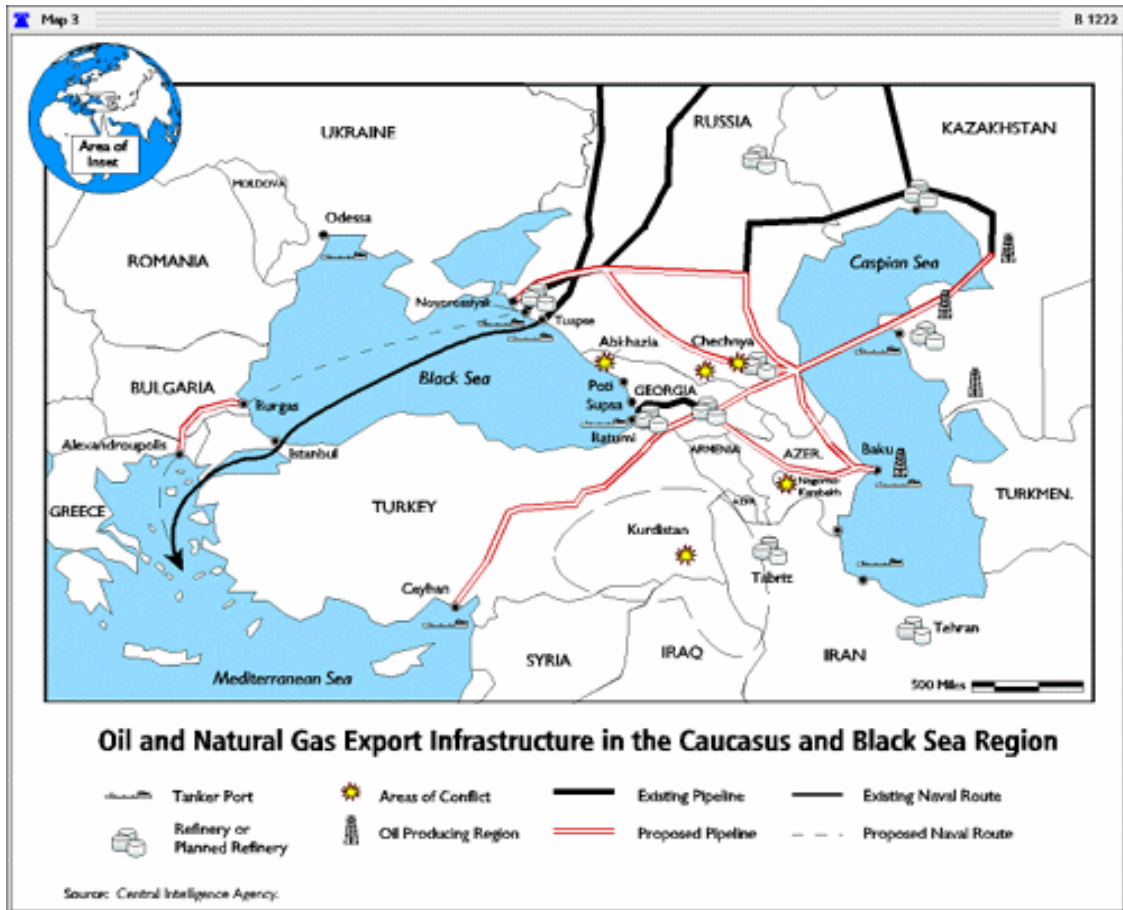 Map 3
B 1222
Area of
Inset
UKRAINE
RUSSIA
KAZAKHSTAN
MOLDOVA
Odessa
ROMANIA
Caspian Sea
Novorossiysk
Tuapse
Abkhazia
Chechnya
Black Sea
BULGARIA
Burgas
Poti
GEORGIA
Supsa
Batumi
Alexandroupolis
Istanbul
ARMENIA
AZER.
Baku
Nagorno-
Karabakh
GREECE
TURKEY
AZER.
TURKMEN.
Kurdistan
Tabriz
Ceyhan
Tehran
SYRIA
IRAQ
IRAN
Mediterranean Sea
500 Miles
Oil and Natural Gas Export Infrastructure in the Caucasus and Black Sea Region
Tanker Port
Areas of Conflict
Existing Pipeline
Existing Naval Route
Refinery or
Planned Refinery
Oil Producing Region
Proposed Pipeline
Proposed Naval Route
Source: Central Intelligence Agency.